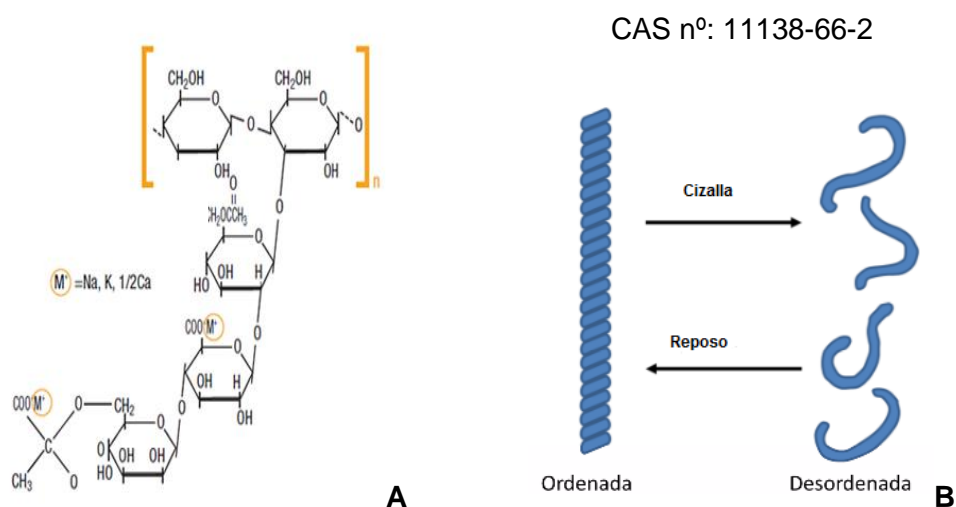 CAS nº: 11138-66-2
CH₂OH
CH₂OH
O
O
O
O
n
OH
OH
O
O
CH₂OCCH₃
O
O
HO
OH
H
M⁺ =Na, K, 1/2Ca
COO⁻M⁺
O
O
OH
H
OH
O
COO⁻M⁺
O
CH₂
C
O
O
O
HO
OH
OH
CH₃
O
A
Cizalla
Reposo
Ordenada
Desordenada
B